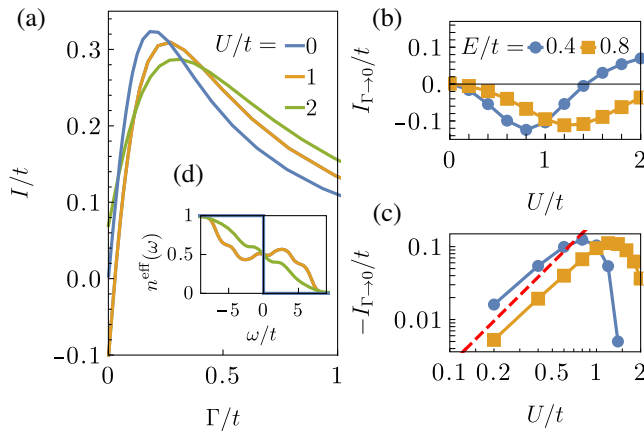 (a)
U/t = 0
1
2
I/t
0.3
0.2
0.1
0.0
-0.1
0
0.5
1
Γ/t
(d)
n^eff(ω)
1
0.5
0
-5
0
5
ω/t
(b)
E/t = 0.4 0.8
I_Γ→0/t
0.1
0.
-0.1
0
1
2
U/t
(c)
-I_Γ→0/t
0.1
0.01
0.1 0.2 0.5 1 2
U/t